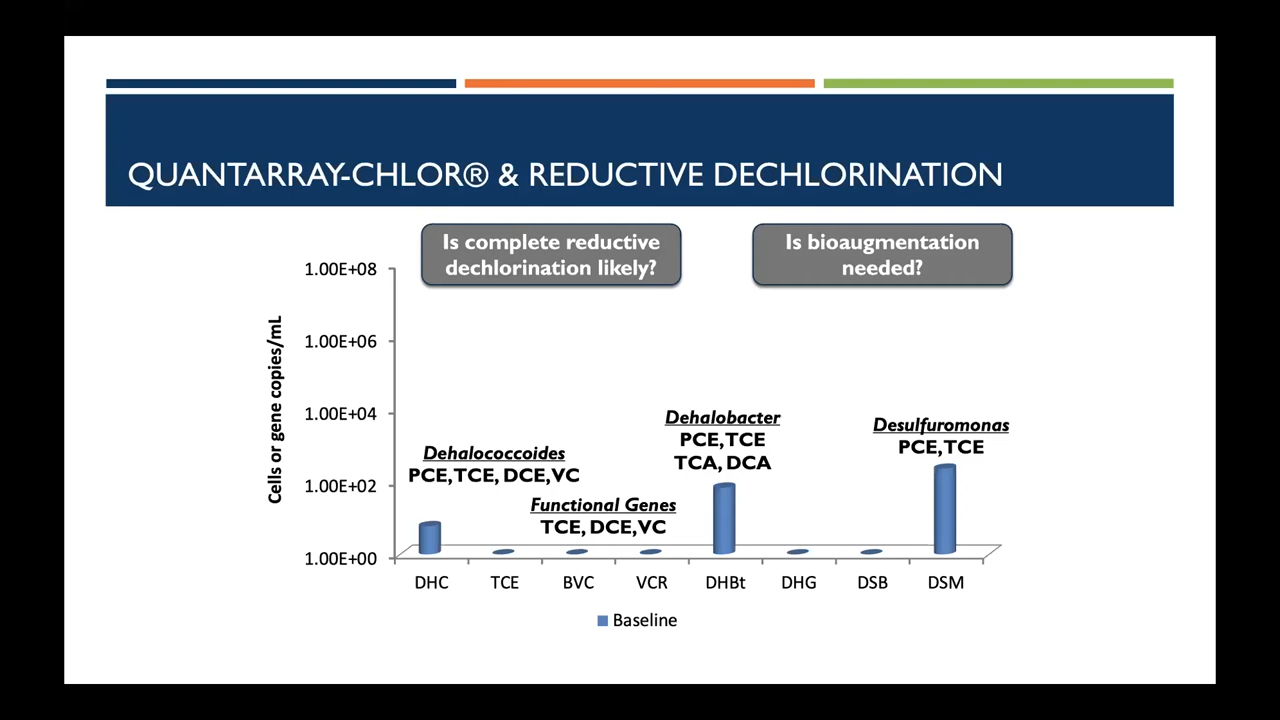 QUANTARRAY-CHLOR® & REDUCTIVE DECHLORINATION
Is complete reductive
dechlorination likely?
Is bioaugmentation
needed?
Cells or gene copies/mL
1.00E+08
1.00E+06
1.00E+04
1.00E+02
1.00E+00
Dehalococcoides
PCE,TCE, DCE,VC
Functional Genes
TCE, DCE,VC
Dehalobacter
PCE,TCE
TCA, DCA
Desulfuromonas
PCE,TCE
DHC TCE BVC VCR DHBt DHG DSB DSM
Baseline